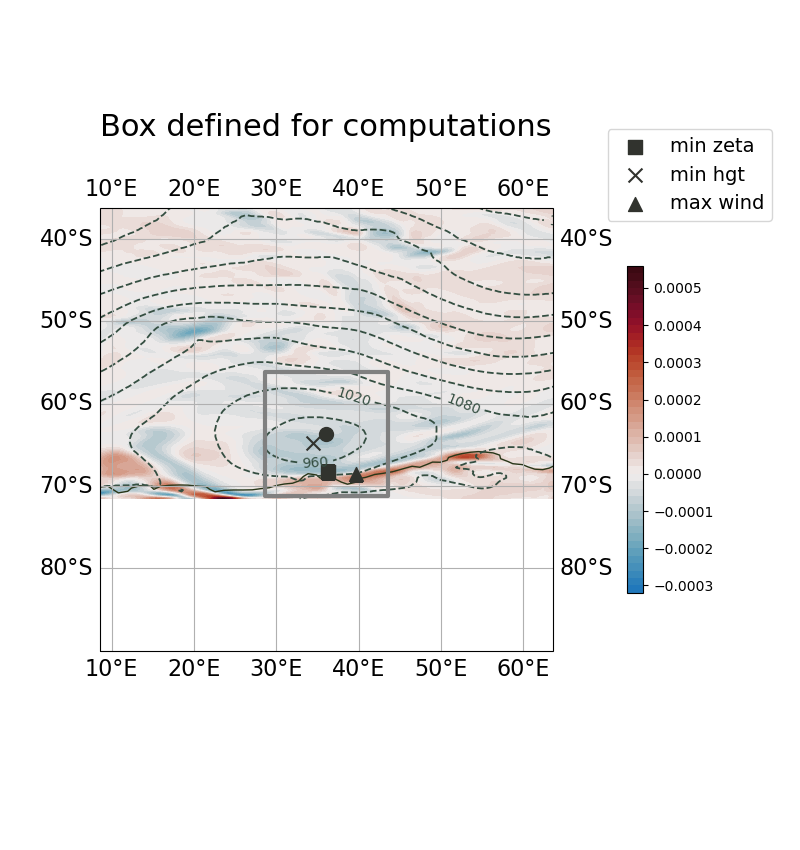 Box defined for computations
min zeta
min hgt
max wind
10°E 20°E 30°E 40°E 50°E 60°E
40°S 40°S
50°S 50°S
60°S 60°S
70°S 70°S
80°S 80°S
1020
1080
960
10°E 20°E 30°E 40°E 50°E 60°E
0.0005
0.0004
0.0003
0.0002
0.0001
0.0000
−0.0001
−0.0002
−0.0003